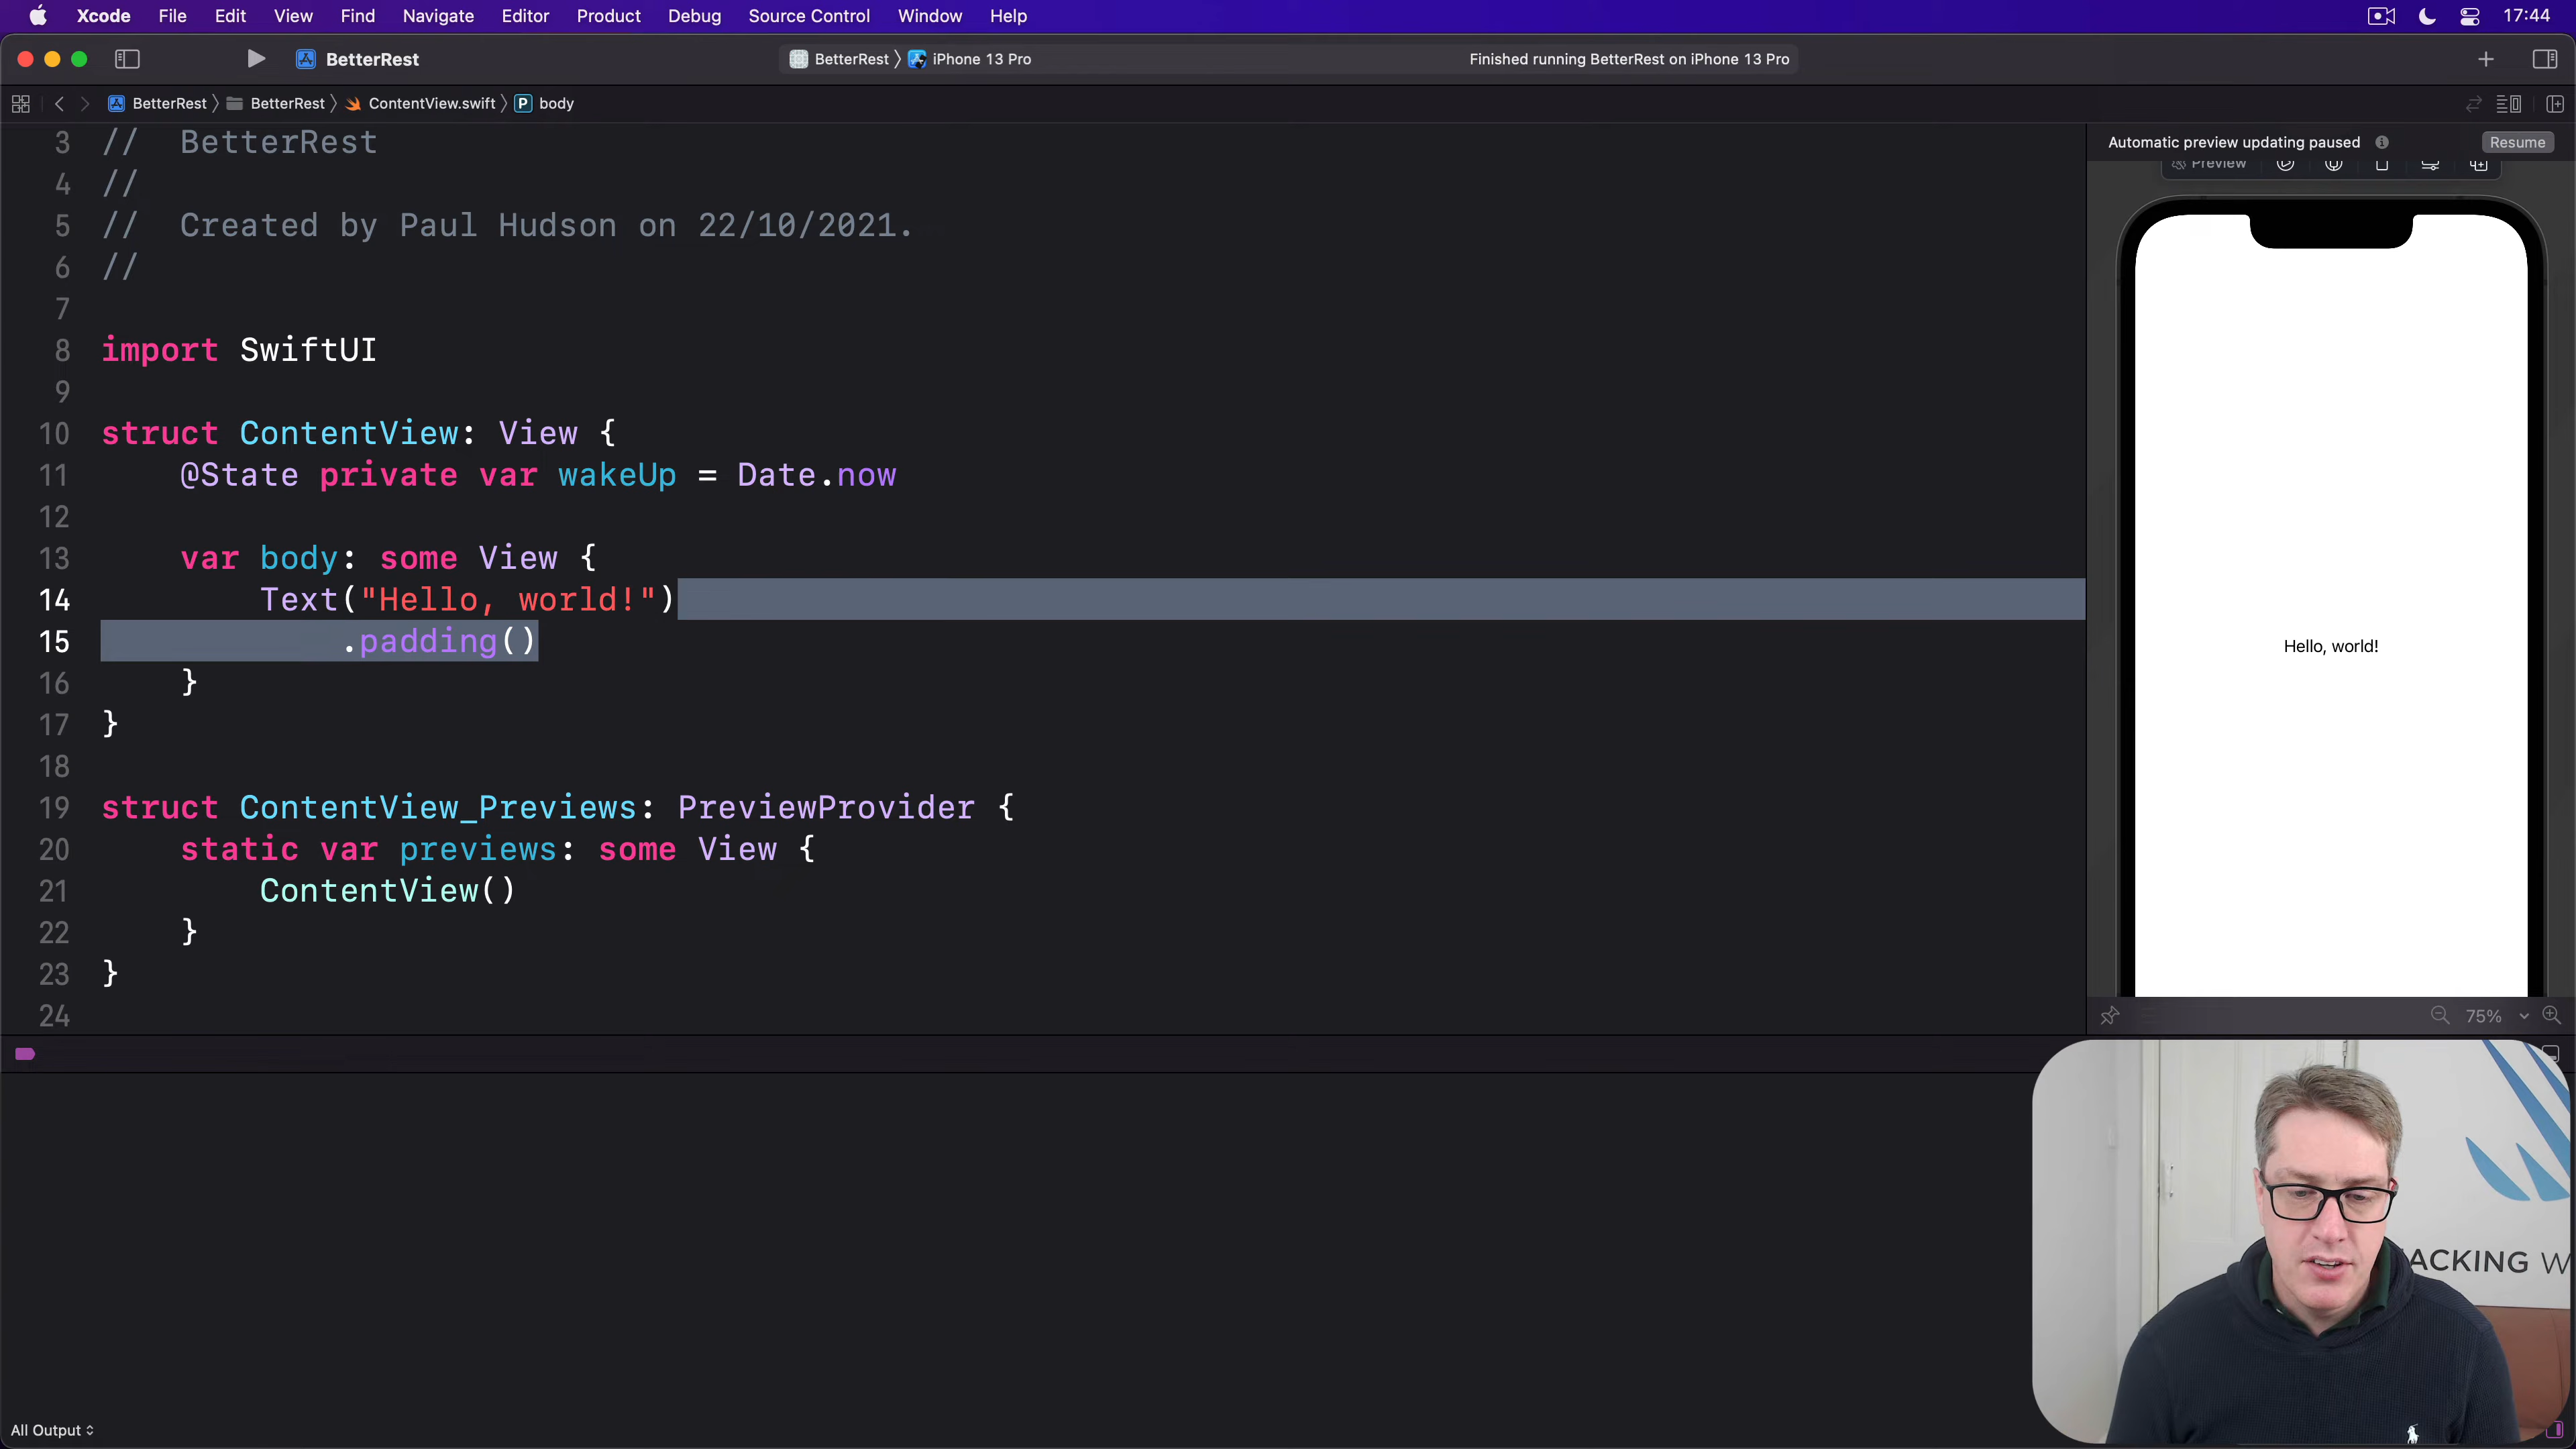 Xcode File Edit View Find Navigate Editor Product Debug Source Control Window Help 17:44
BetterRest BetterRest iPhone 13 Pro Finished running BetterRest on iPhone 13 Pro
BetterRest BetterRest ContentView.swift P body
Automatic preview updating paused Resume
Preview
3 //  BetterRest
4 //
5 //  Created by Paul Hudson on 22/10/2021.
6 //
7
8 import SwiftUI
9
10 struct ContentView: View {
11     @State private var wakeUp = Date.now
12
13     var body: some View {
14         Text("Hello, world!")
15             .padding()
16     }
17 }
18
19 struct ContentView_Previews: PreviewProvider {
20     static var previews: some View {
21         ContentView()
22     }
23 }
24
Hello, world!
75%
ACKING W
All Output